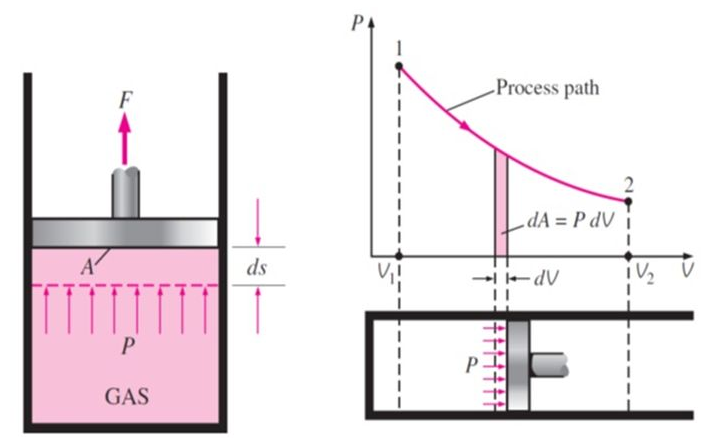 F
A
ds
P
GAS
P
1
Process path
2
dA = P dV
V₁
dV
V₂
V
P